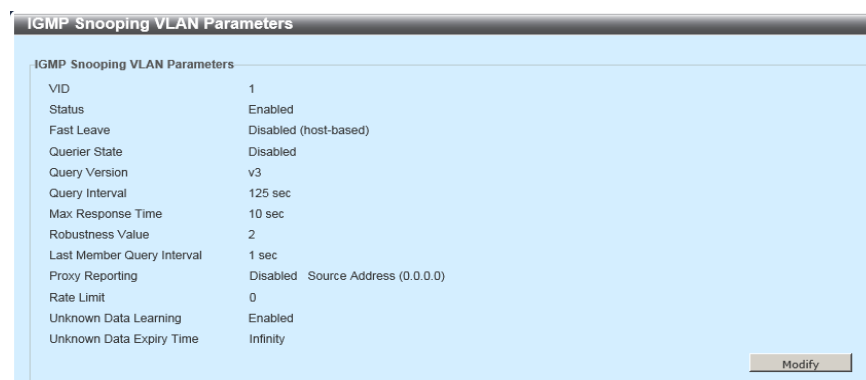 IGMP Snooping VLAN Parameters
IGMP Snooping VLAN Parameters
VID 1
Status Enabled
Fast Leave Disabled (host-based)
Querier State Disabled
Query Version v3
Query Interval 125 sec
Max Response Time 10 sec
Robustness Value 2
Last Member Query Interval 1 sec
Proxy Reporting Disabled Source Address (0.0.0.0)
Rate Limit 0
Unknown Data Learning Enabled
Unknown Data Expiry Time Infinity
Modify